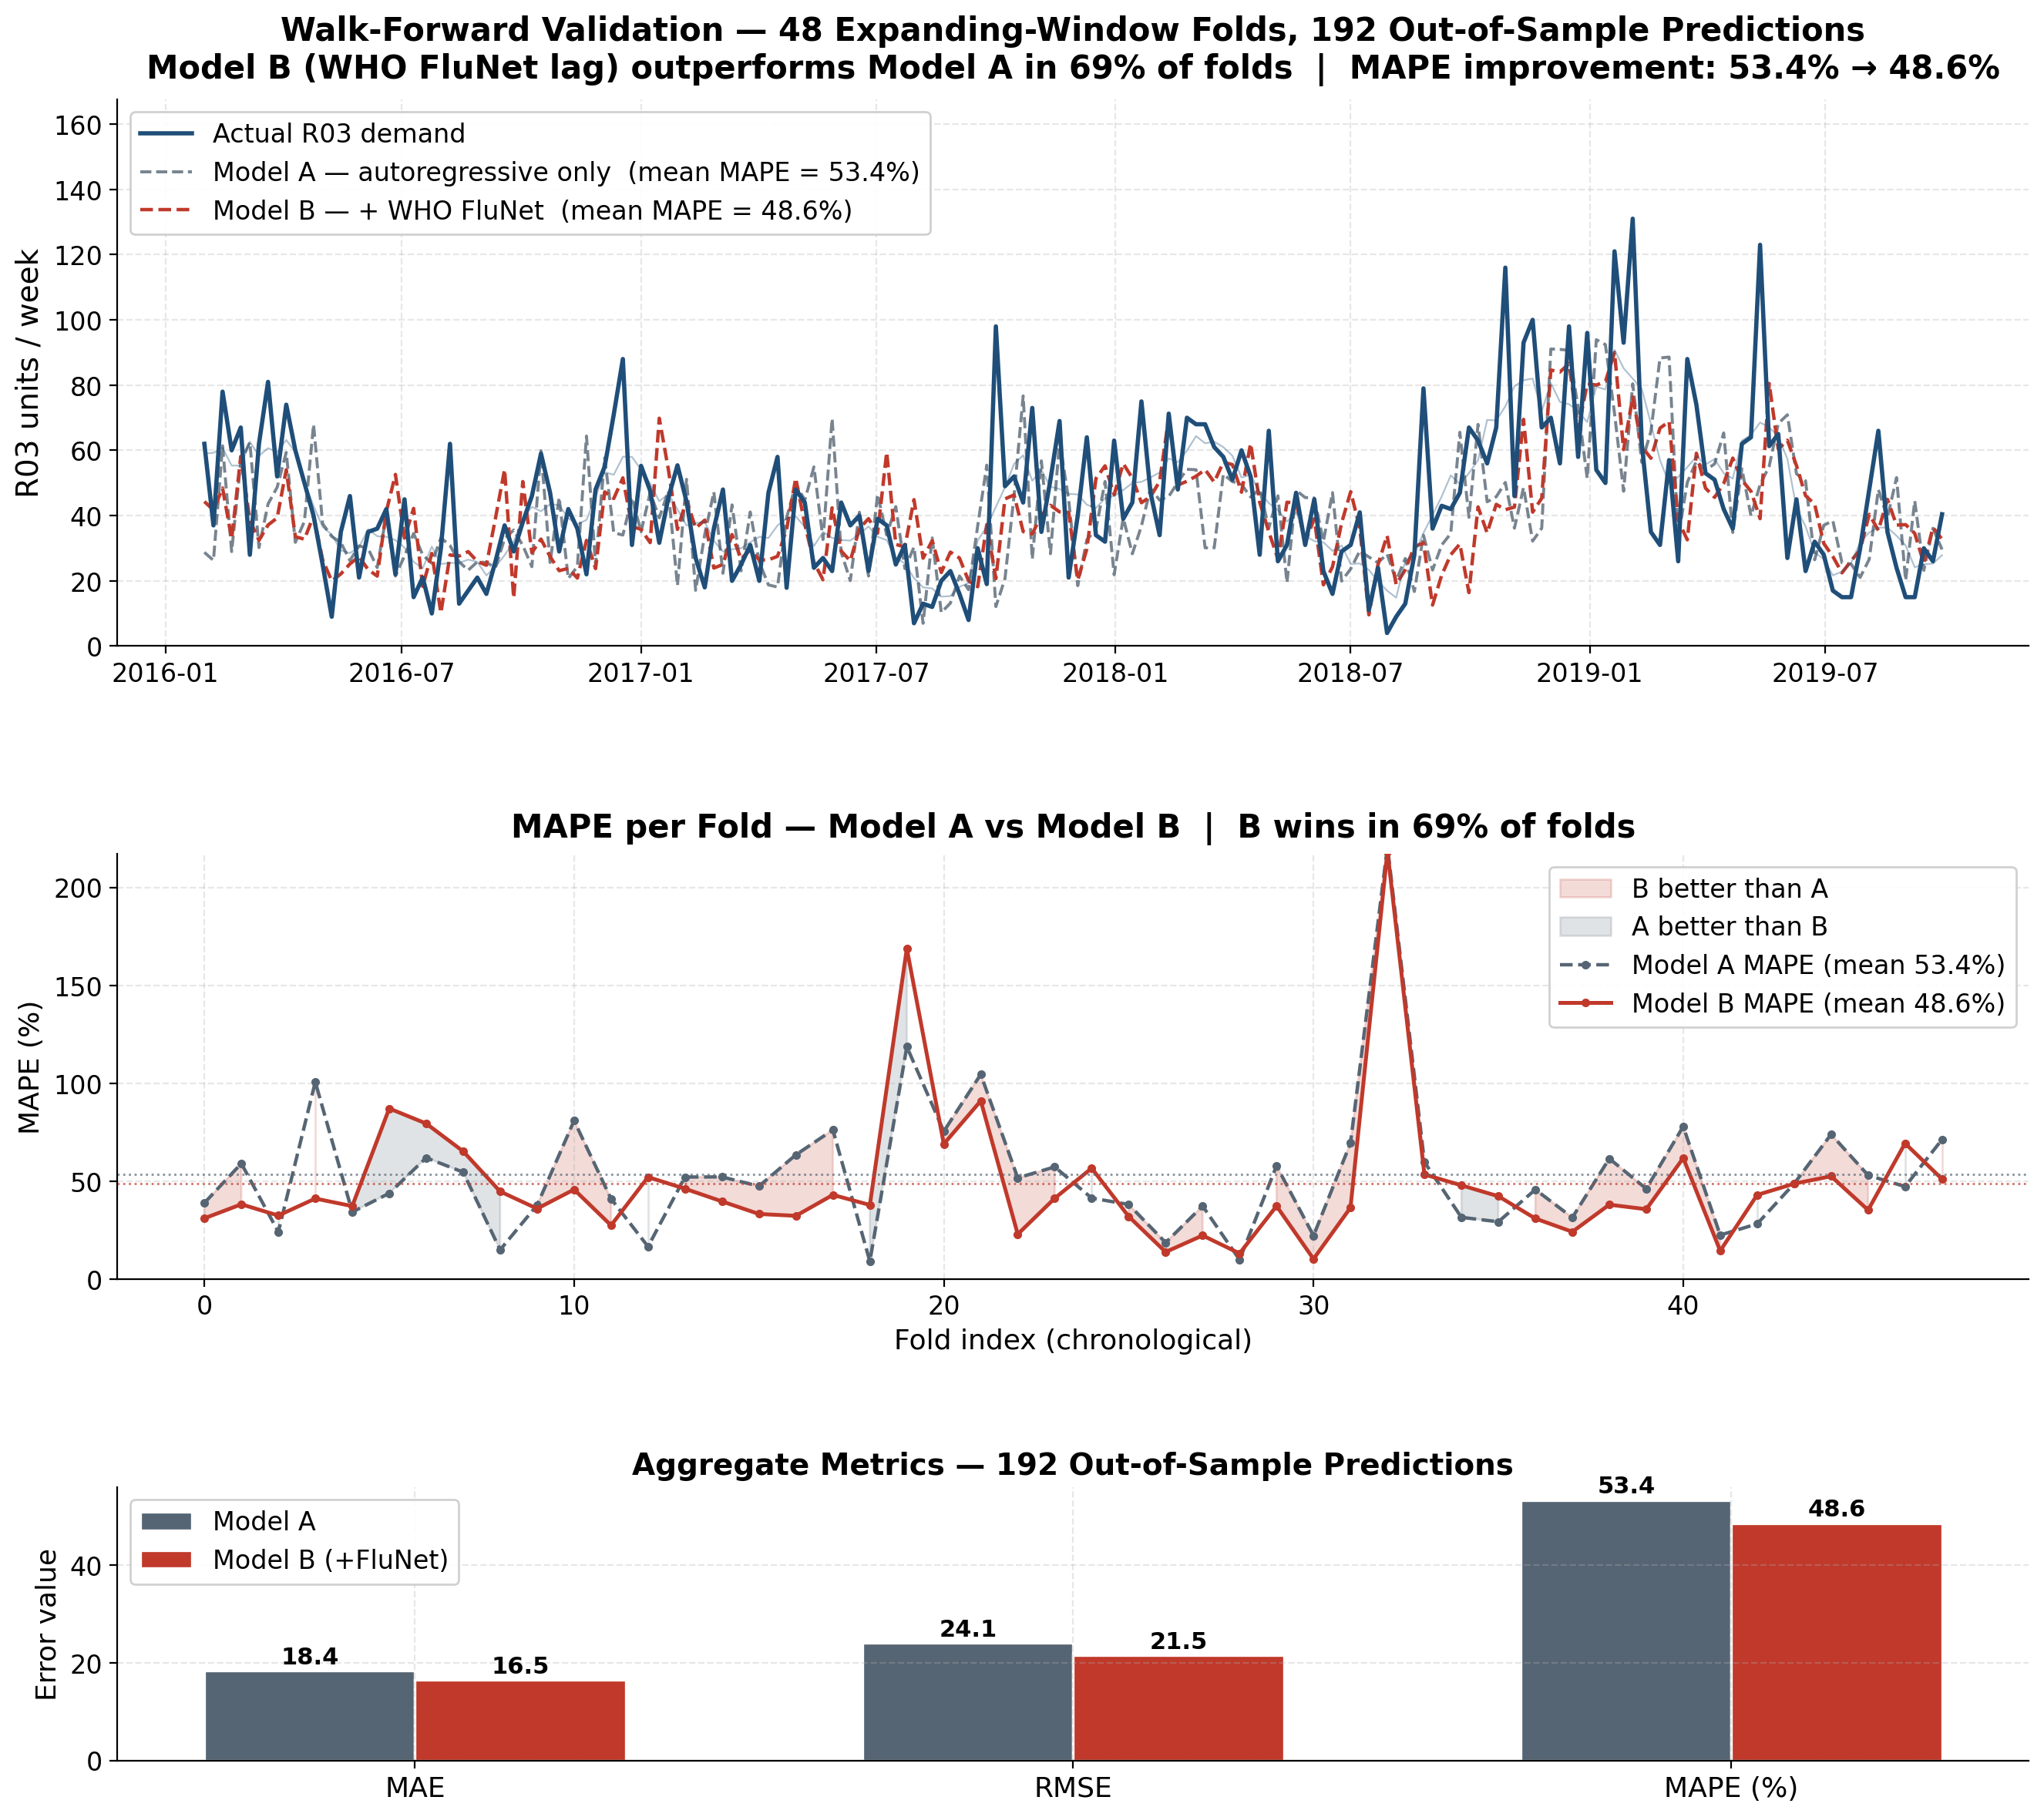 Walk-Forward Validation — 48 Expanding-Window Folds, 192 Out-of-Sample Predictions
Model B (WHO FluNet lag) outperforms Model A in 69% of folds | MAPE improvement: 53.4% → 48.6%
Actual R03 demand
Model A — autoregressive only (mean MAPE = 53.4%)
Model B — + WHO FluNet (mean MAPE = 48.6%)
R03 units / week
160
140
120
100
80
60
40
20
0
2016-01 2016-07 2017-01 2017-07 2018-01 2018-07 2019-01 2019-07
MAPE per Fold — Model A vs Model B | B wins in 69% of folds
B better than A
A better than B
Model A MAPE (mean 53.4%)
Model B MAPE (mean 48.6%)
MAPE (%)
200
150
100
50
0
0 10 20 30 40
Fold index (chronological)
Aggregate Metrics — 192 Out-of-Sample Predictions
Model A
Model B (+FluNet)
Error value
40
20
0
18.4
16.5
24.1
21.5
53.4
48.6
MAE RMSE MAPE (%)